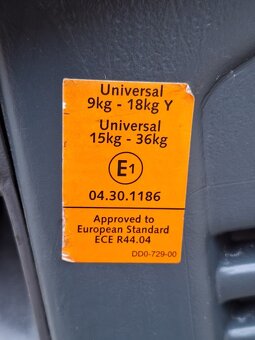 Universal
9kg - 18kg Y
Universal
15kg - 36kg
E1
04.30.1186
Approved to
European Standard
ECE R44.04
DD0-729-00